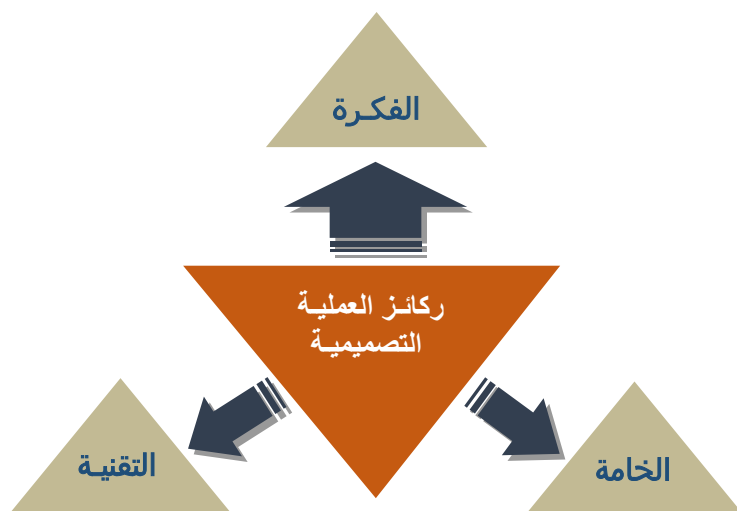 الفكـرة
ركائـز العمليـة
التصميميـة
الخامة
التقنيـة